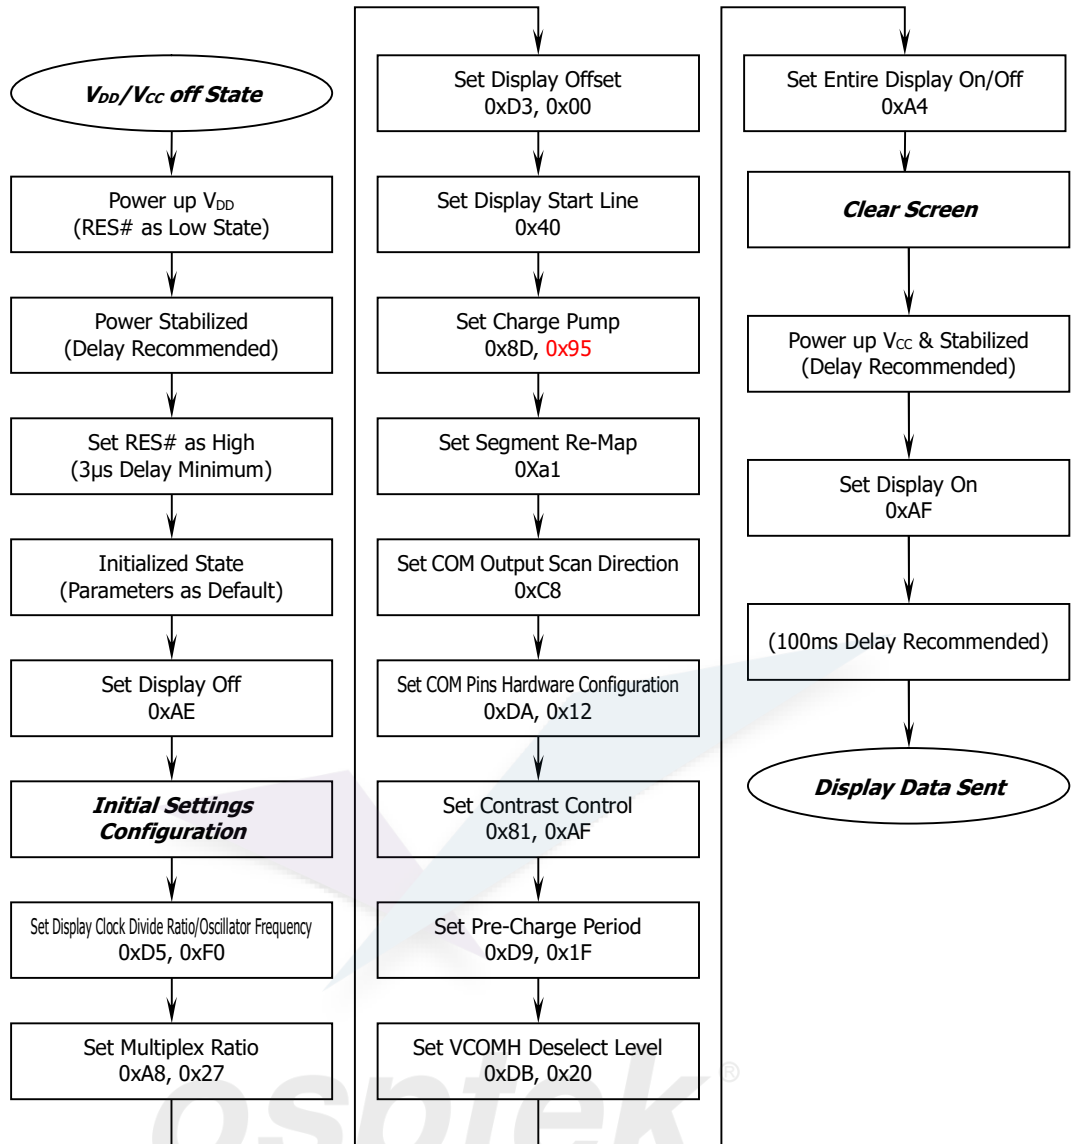 VDD/VCC off State
Power up VDD
(RES# as Low State)
Power Stabilized
(Delay Recommended)
Set RES# as High
(3µs Delay Minimum)
Initialized State
(Parameters as Default)
Set Display Off
0xAE
Initial Settings
Configuration
Set Display Clock Divide Ratio/Oscillator Frequency
0xD5, 0xF0
Set Multiplex Ratio
0xA8, 0x27
Set Display Offset
0xD3, 0x00
Set Display Start Line
0x40
Set Charge Pump
0x8D, 0x95
Set Segment Re-Map
0Xa1
Set COM Output Scan Direction
0xC8
Set COM Pins Hardware Configuration
0xDA, 0x12
Set Contrast Control
0x81, 0xAF
Set Pre-Charge Period
0xD9, 0x1F
Set VCOMH Deselect Level
0xDB, 0x20
Set Entire Display On/Off
0xA4
Clear Screen
Power up VCC & Stabilized
(Delay Recommended)
Set Display On
0xAF
(100ms Delay Recommended)
Display Data Sent
osptek®